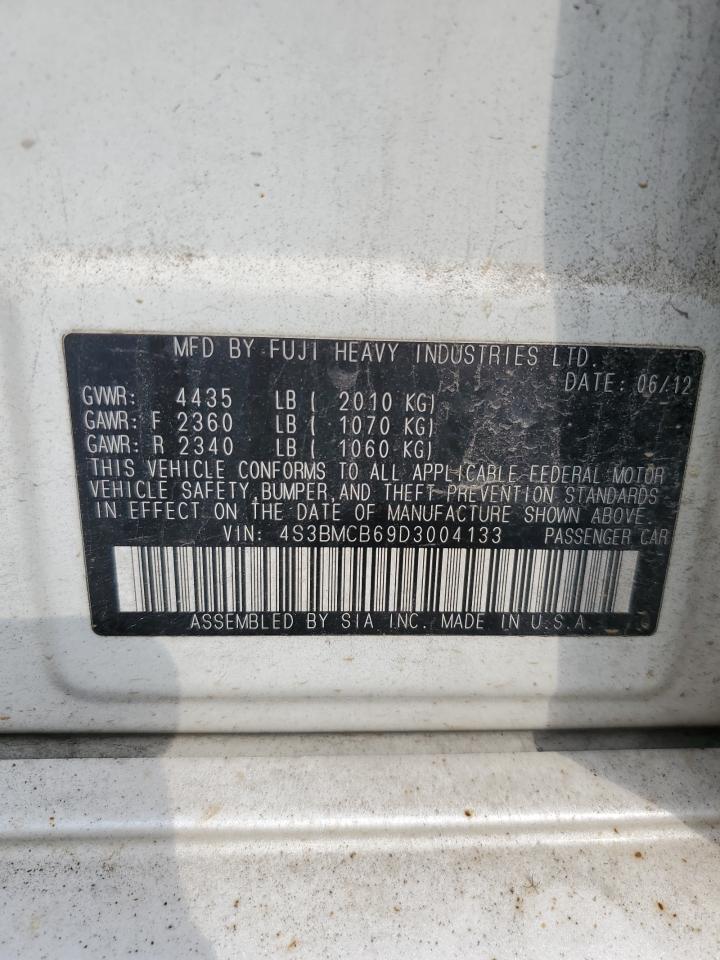 MFD BY FUJI HEAVY INDUSTRIES LTD.
DATE: 06/12
GVWR: 4435 LB ( 2010 KG)
GAWR: F 2360 LB ( 1070 KG)
GAWR: R 2340 LB ( 1060 KG)
THIS VEHICLE CONFORMS TO ALL APPLICABLE FEDERAL MOTOR
VEHICLE SAFETY, BUMPER, AND THEFT PREVENTION STANDARDS
IN EFFECT ON THE DATE OF MANUFACTURE SHOWN ABOVE.
VIN: 4S3BMCB69D3004133 PASSENGER CAR
ASSEMBLED BY SIA INC. MADE IN U.S.A.